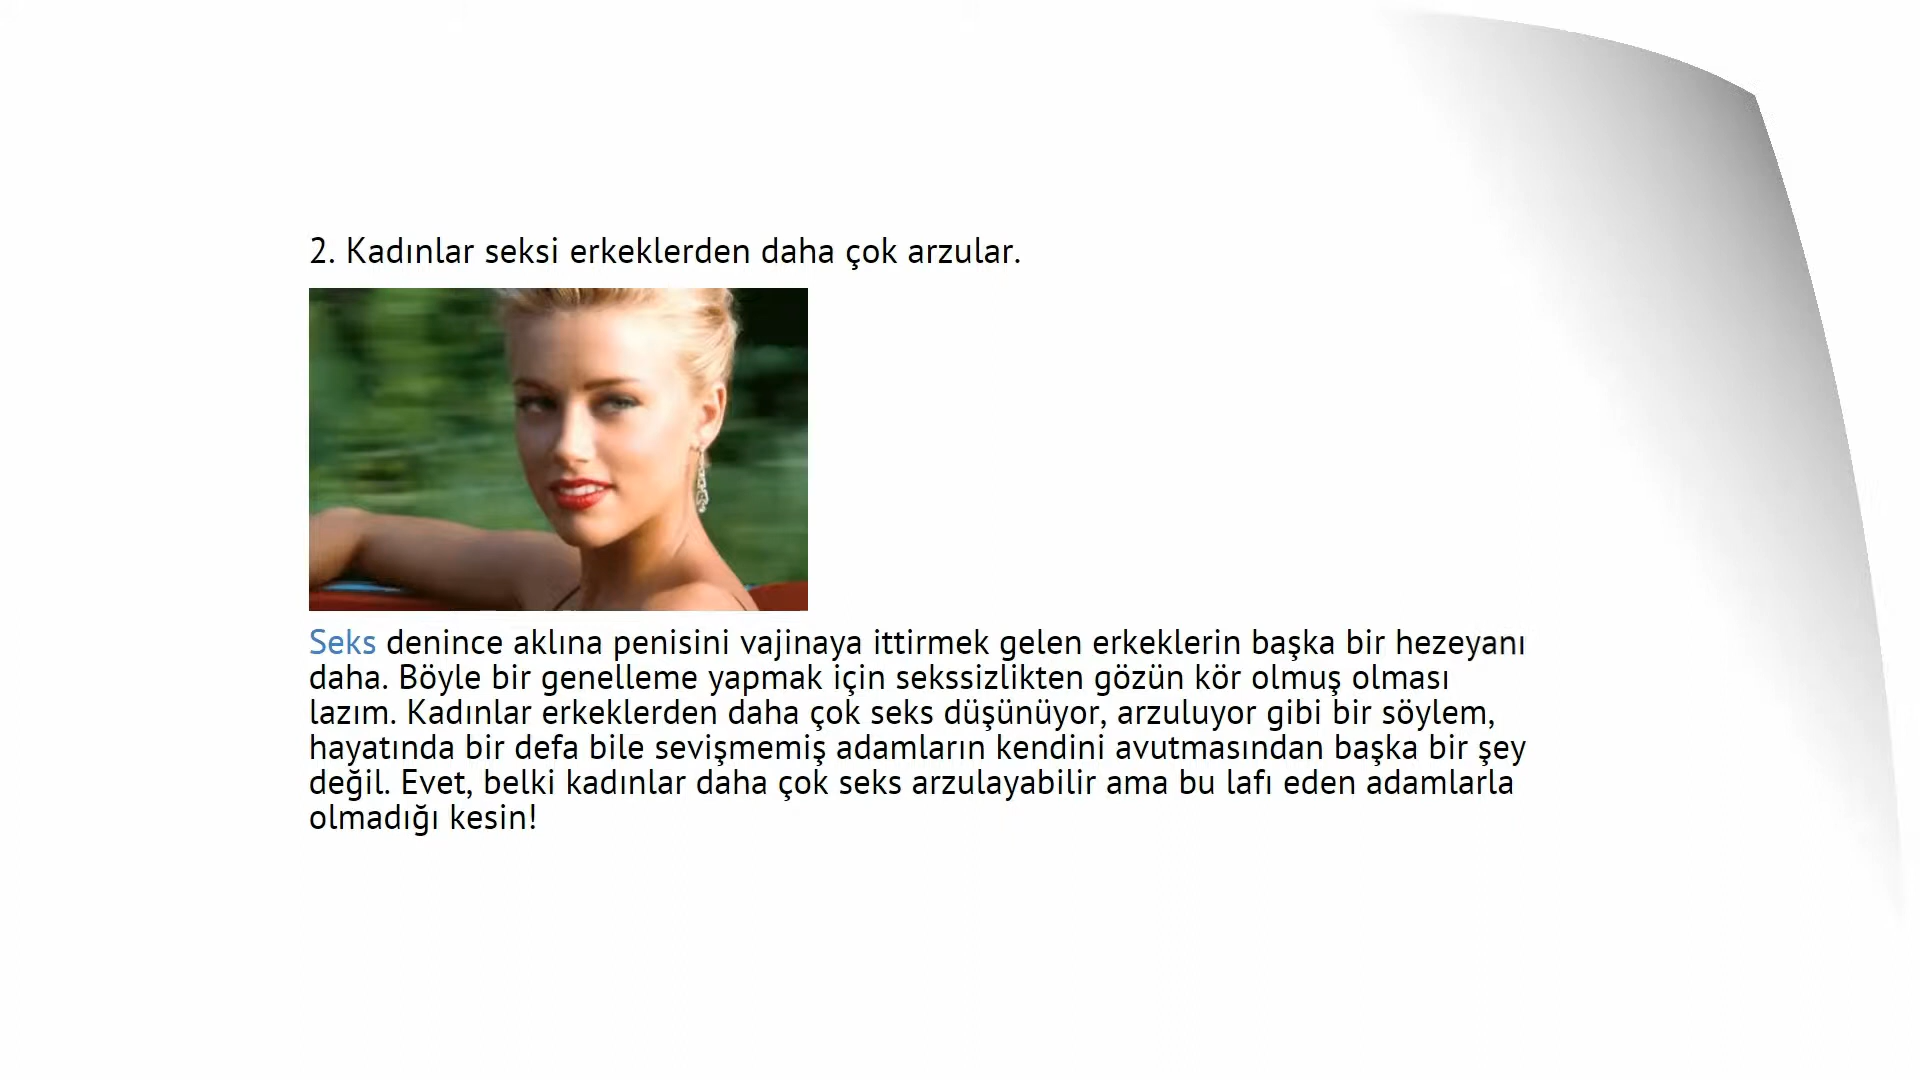 2. Kadınlar seksi erkeklerden daha çok arzular.
Seks denince aklına penisini vajinaya ittirmek gelen erkeklerin başka bir hezeyanı
daha. Böyle bir genelleme yapmak için sekssizlikten gözün kör olmuş olması
lazım. Kadınlar erkeklerden daha çok seks düşünüyor, arzuluyor gibi bir söylem,
hayatında bir defa bile sevişmemiş adamların kendini avutmasından başka bir şey
değil. Evet, belki kadınlar daha çok seks arzulayabilir ama bu lafı eden adamlarla
olmadığı kesin!